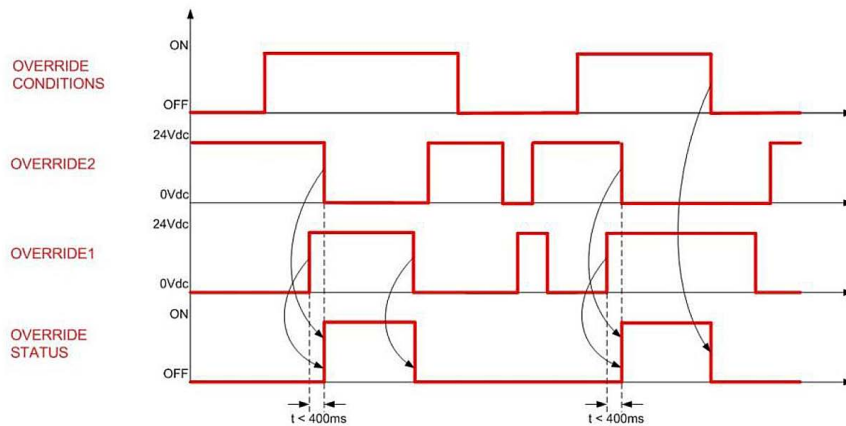 ON
OVERRIDE
CONDITIONS
OFF
24Vdc
OVERRIDE2
0Vdc
24Vdc
OVERRIDE1
0Vdc
ON
OVERRIDE
STATUS
OFF
t < 400ms
t < 400ms